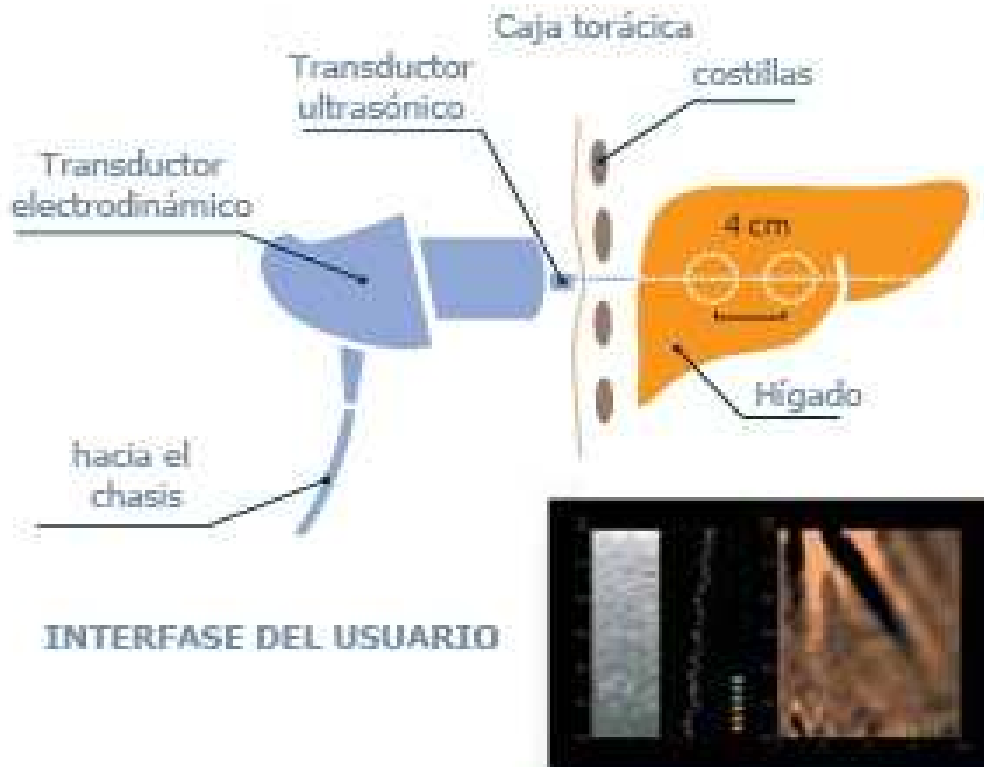 Caja torácica
Transductor
ultrasónico
costillas
Transductor
electrodinámico
4 cm
Hígado
hacia el
chasis
INTERFASE DEL USUARIO